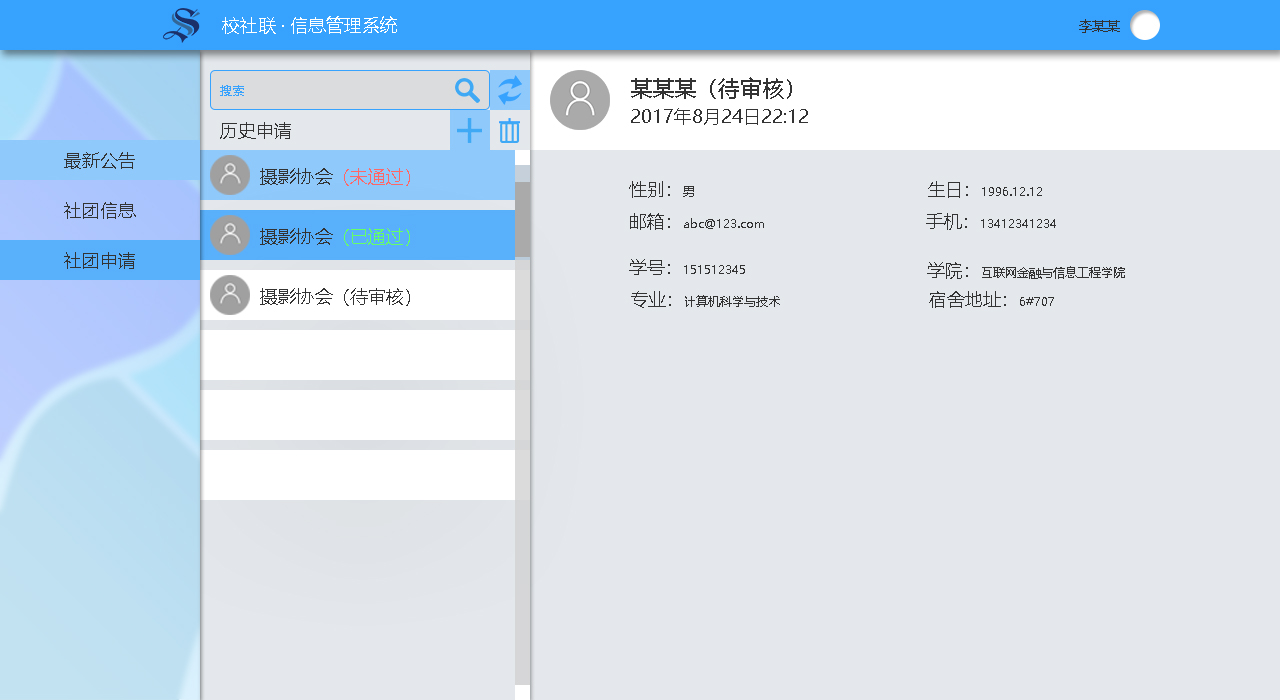 校社联 · 信息管理系统
李某某
最新公告
社团信息
社团申请
搜索
历史申请
摄影协会（未通过）
摄影协会（已通过）
摄影协会（待审核）
某某某（待审核）
2017年8月24日22:12
性别：男
生日：1996.12.12
邮箱：abc@123.com
手机：13412341234
学号：151512345
学院：互联网金融与信息工程学院
专业：计算机科学与技术
宿舍地址：6#707